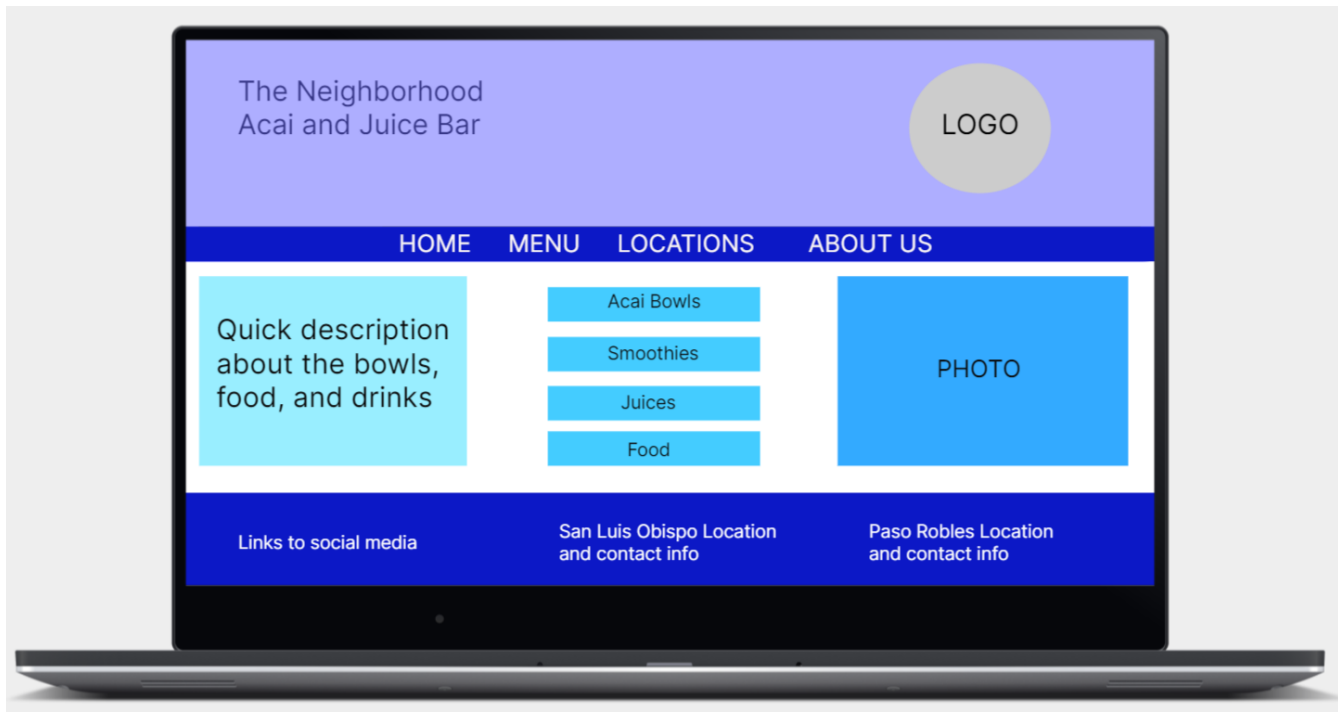 The Neighborhood
Acai and Juice Bar
LOGO
HOME MENU LOCATIONS ABOUT US
Quick description
about the bowls,
food, and drinks
Acai Bowls
Smoothies
Juices
Food
PHOTO
Links to social media
San Luis Obispo Location
and contact info
Paso Robles Location
and contact info